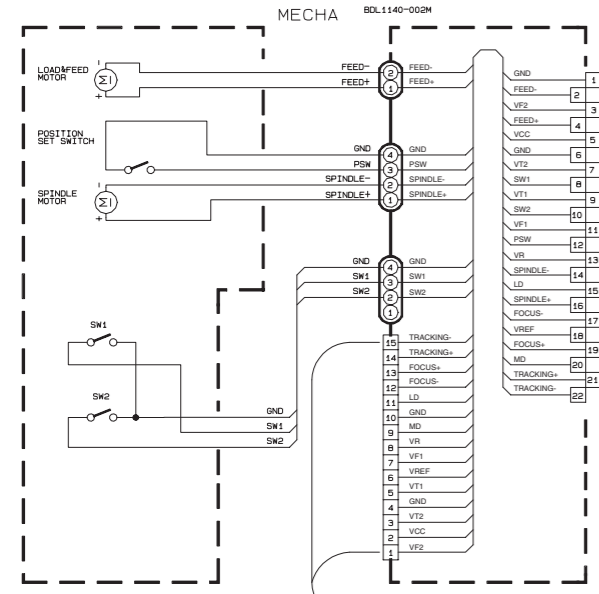 MECHA BDL1140-002M
LOAD&FEED
MOTOR
M
-
+
FEED- 2 FEED-
FEED+ 1 FEED+
POSITION
SET SWITCH
GND 4 GND
PSW 3 PSW
SPINDLE- 2 SPINDLE-
SPINDLE+ 1 SPINDLE+
SPINDLE
MOTOR
M
-
+
GND 4 GND
SW1 3 SW1
SW2 2 SW2
1
SW1
SW2
GND
SW1
SW2
15 TRACKING-
14 TRACKING+
13 FOCUS+
12 FOCUS-
11 LD
10 GND
9 MD
8 VR
7 VF1
6 VREF
5 VT1
4 GND
3 VT2
2 VCC
1 VF2
GND 1
FEED- 2
VF2 3
FEED+ 4
VCC 5
GND 6
VT2 7
SW1 8
VT1 9
SW2 10
VF1 11
PSW 12
VR 13
SPINDLE- 14
LD 15
SPINDLE+ 16
FOCUS- 17
VREF 18
FOCUS+ 19
MD 20
TRACKING+ 21
TRACKING- 22